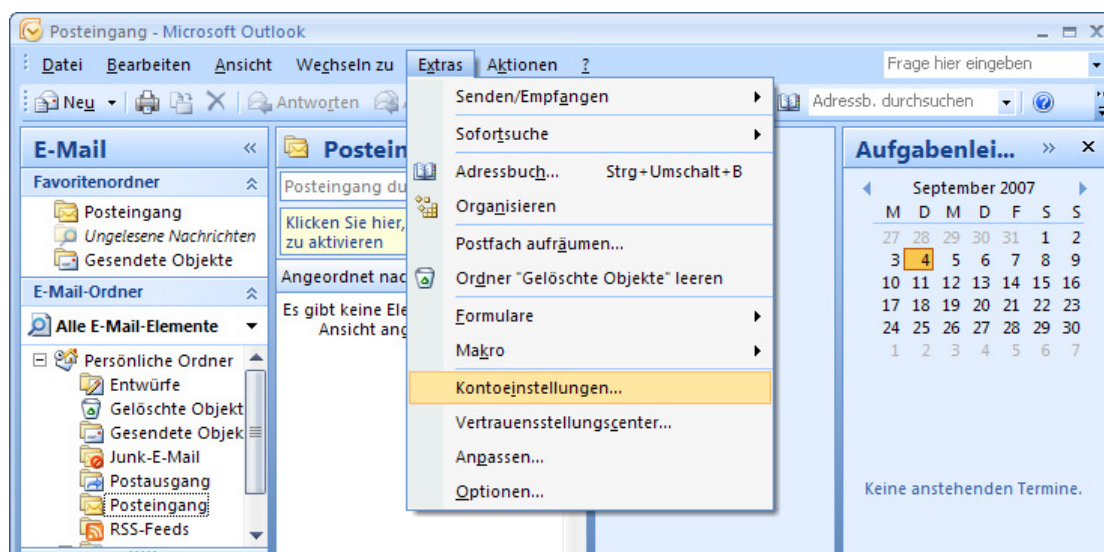 Posteingang - Microsoft Outlook
Datei Bearbeiten Ansicht Wechseln zu Extras Aktionen ? Frage hier eingeben
Neu Antworten Adressb. durchsuchen
E-Mail
Favoritenordner
Posteingang
Ungelesene Nachrichten
Gesendete Objekte
E-Mail-Ordner
Alle E-Mail-Elemente
Persönliche Ordner
Entwürfe
Gelöschte Objekt
Gesendete Objek
Junk-E-Mail
Postausgang
Posteingang
RSS-Feeds
Postein
Posteingang du
Klicken Sie hier,
zu aktivieren
Angeordnet nac
Es gibt keine Ele
Ansicht ang
Senden/Empfangen
Sofortsuche
Adressbuch... Strg+Umschalt+B
Organisieren
Postfach aufräumen...
Ordner "Gelöschte Objekte" leeren
Formulare
Makro
Kontoeinstellungen...
Vertrauensstellungscenter...
Anpassen...
Optionen...
Aufgabenlei...
September 2007
M D M D F S S
27 28 29 30 31 1 2
3 4 5 6 7 8 9
10 11 12 13 14 15 16
17 18 19 20 21 22 23
24 25 26 27 28 29 30
1 2 3 4 5 6 7
Keine anstehenden Termine.